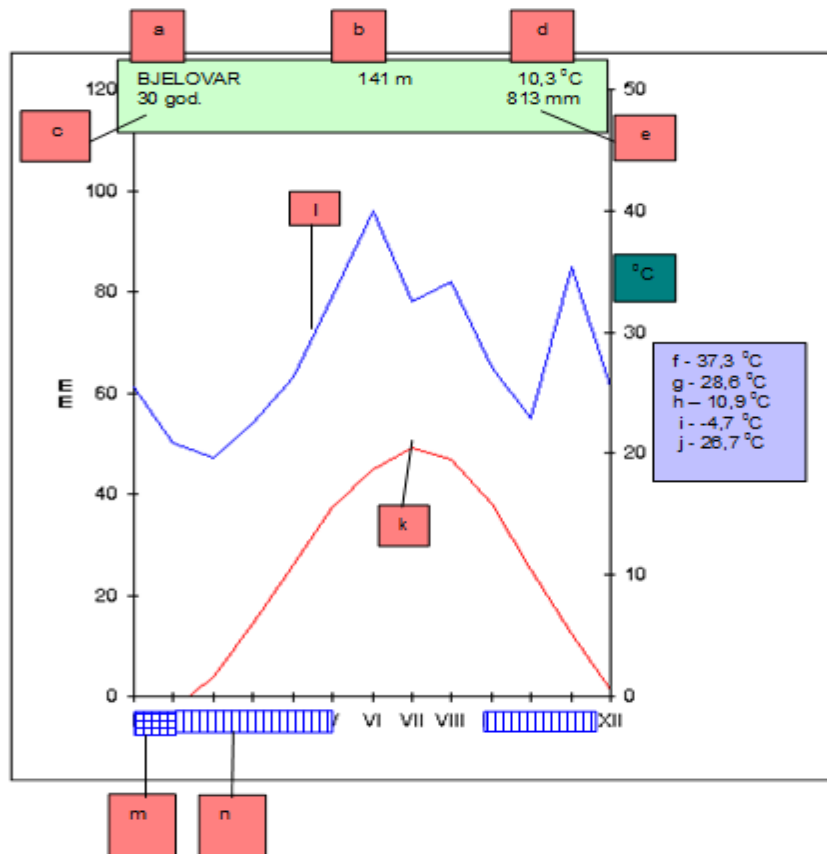 a b d
BJELOVAR 141 m 10,3 °C
30 god. 813 mm
c e
120 50
100 40
80 30
60 20
40 10
20 0
0
l
°C
mm
f - 37,3 °C
g - 28,6 °C
h – 10,9 °C
i - -4,7 °C
j - 26,7 °C
k
V VI VII VIII XII
m n